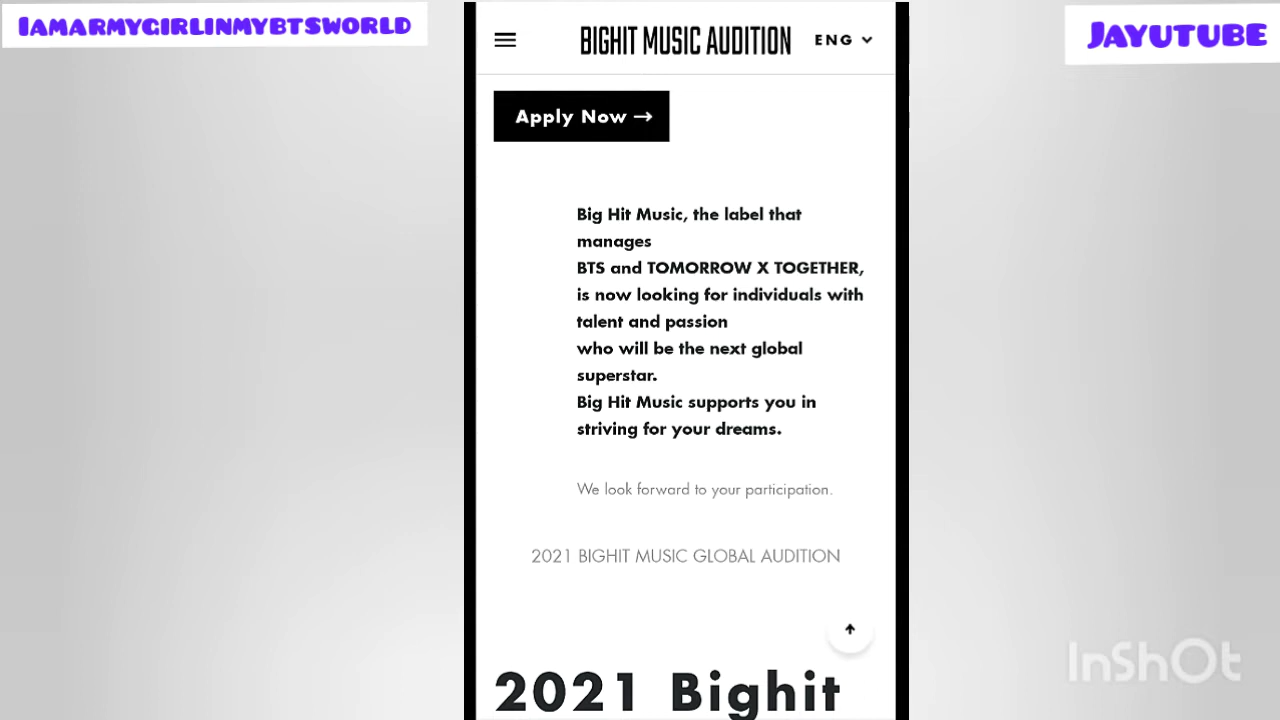 IAMARMYGIRLINMYBTSWORLD
JAYUTUBE
BIGHIT MUSIC AUDITION
ENG
Apply Now →
Big Hit Music, the label that
manages
BTS and TOMORROW X TOGETHER,
is now looking for individuals with
talent and passion
who will be the next global
superstar.
Big Hit Music supports you in
striving for your dreams.
We look forward to your participation.
2021 BIGHIT MUSIC GLOBAL AUDITION
2021 Bighit
InShOt